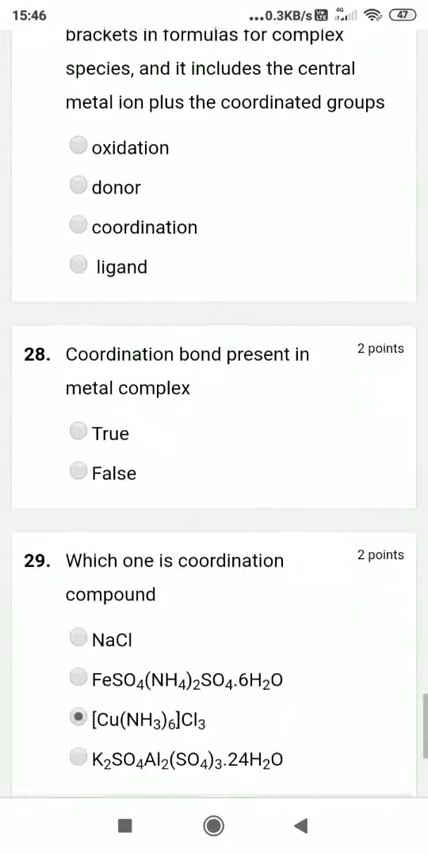 15:46 ...0.3KB/s 4G 47
brackets in formulas for complex
species, and it includes the central
metal ion plus the coordinated groups
oxidation
donor
coordination
ligand
28. Coordination bond present in 2 points
metal complex
True
False
29. Which one is coordination 2 points
compound
NaCl
FeSO₄(NH₄)₂SO₄.6H₂O
[Cu(NH₃)₆]Cl₃
K₂SO₄Al₂(SO₄)₃.24H₂O